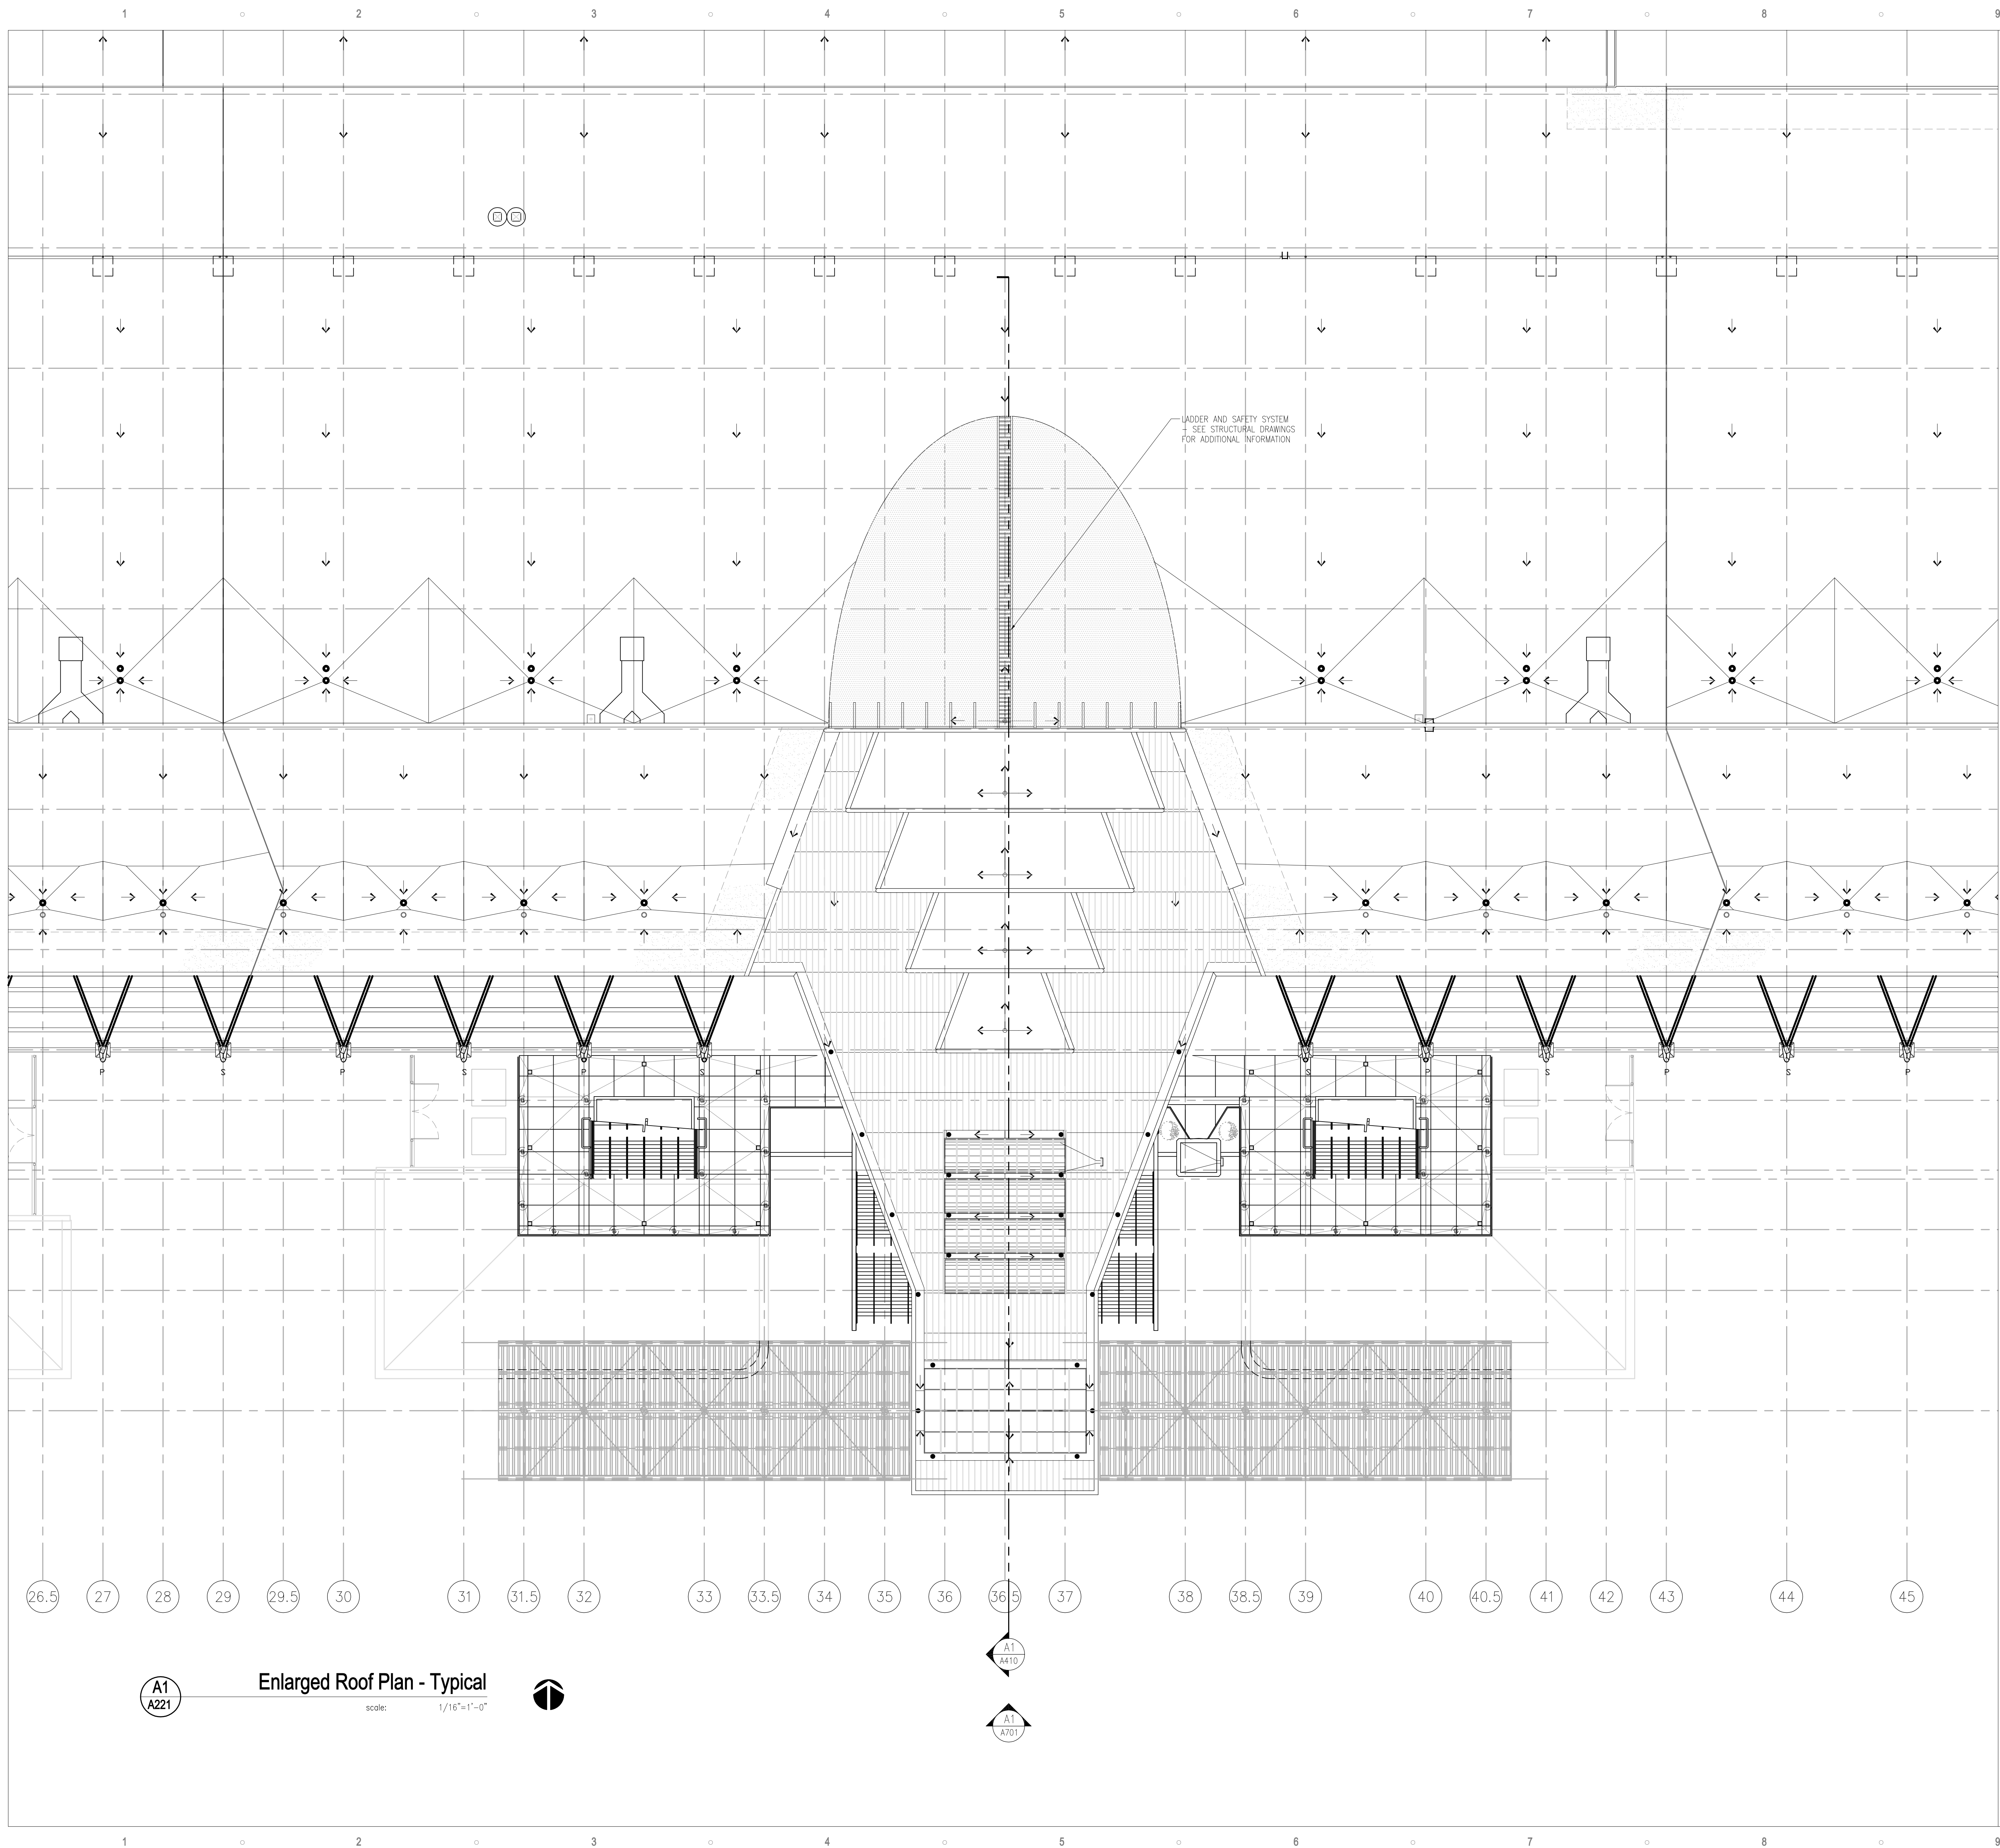 1 2 3 4 5 6 7 8 9
LADDER AND SAFETY SYSTEM
- SEE STRUCTURAL DRAWINGS
FOR ADDITIONAL INFORMATION
P S P S P S S P S P S P
26.5 27 28 29 29.5 30 31 31.5 32 33 33.5 34 35 36 36.5 37 38 38.5 39 40 40.5 41 42 43 44 45
A1
A410
A1
A221
Enlarged Roof Plan - Typical
scale: 1/16"=1'-0"
A1
A701
1 2 3 4 5 6 7 8 9